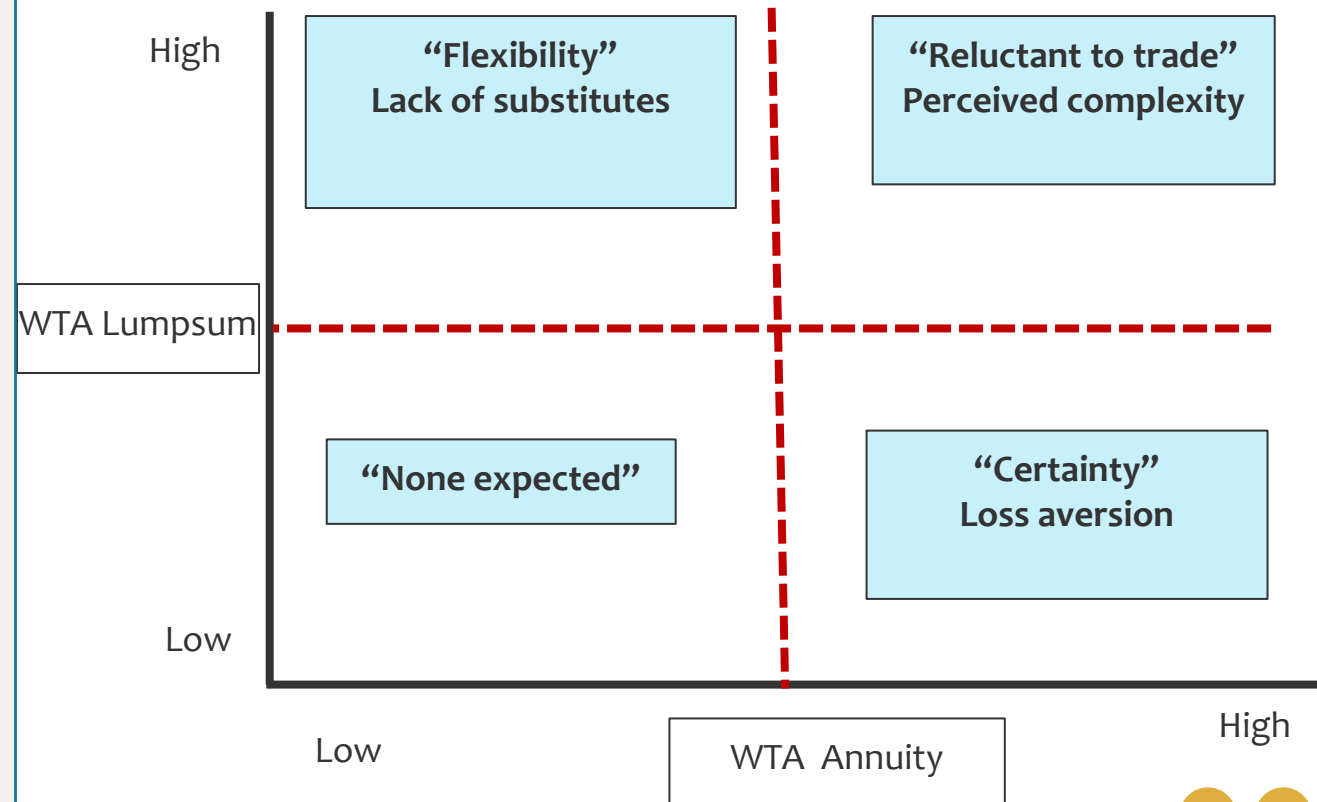 High
“Flexibility”
Lack of substitutes
“Reluctant to trade”
Perceived complexity
WTA Lumpsum
“None expected”
“Certainty”
Loss aversion
Low
Low
WTA Annuity
High